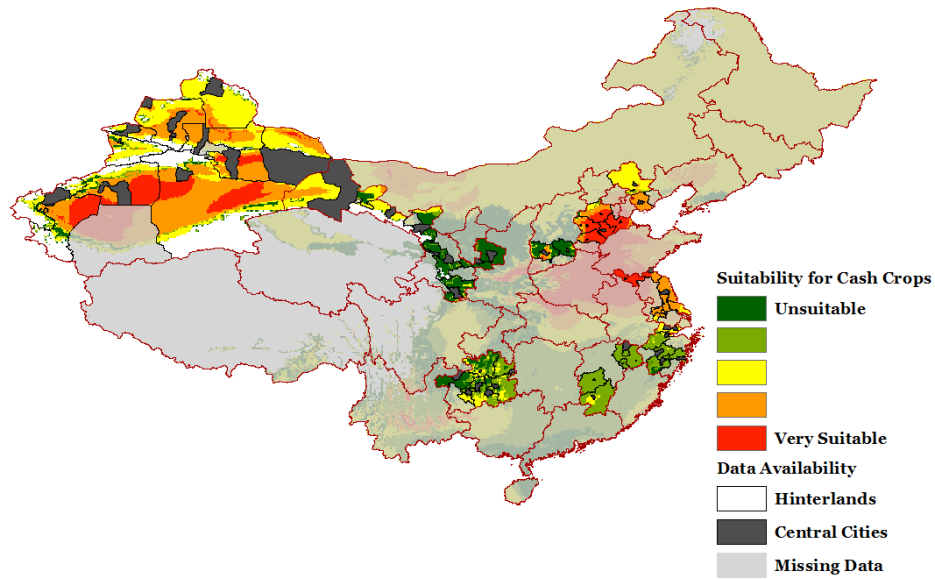 Suitability for Cash Crops
Unsuitable
Very Suitable
Data Availability
Hinterlands
Central Cities
Missing Data